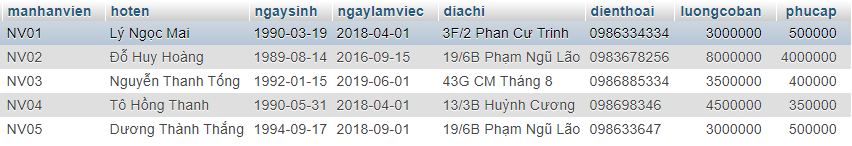 manhanvien hoten ngaysinh ngaylamviec diachi dienthoai luongcoban phucap
NV01 Lý Ngọc Mai 1990-03-19 2018-04-01 3F/2 Phan Cư Trinh 0986334334 3000000 500000
NV02 Đỗ Huy Hoàng 1989-08-14 2016-09-15 19/6B Phạm Ngũ Lão 0983678256 8000000 4000000
NV03 Nguyễn Thanh Tống 1992-01-15 2019-06-01 43G CM Tháng 8 0986885334 3500000 400000
NV04 Tô Hồng Thanh 1990-05-31 2018-04-01 13/3B Huỳnh Cương 098698346 4500000 350000
NV05 Dương Thành Thắng 1994-09-17 2018-09-01 19/6B Phạm Ngũ Lão 098633647 3000000 500000